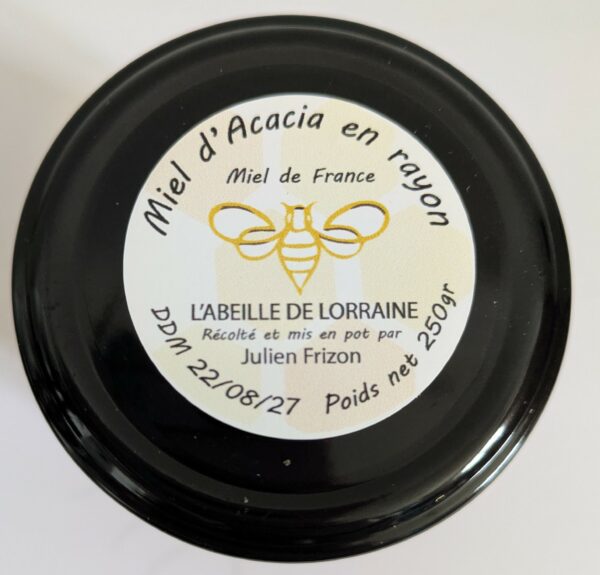 Miel d'Acacia en rayon
Miel de France
L'ABEILLE DE LORRAINE
Récolté et mis en pot par
Julien Frizon
DDM 22/08/27 Poids net 250gr